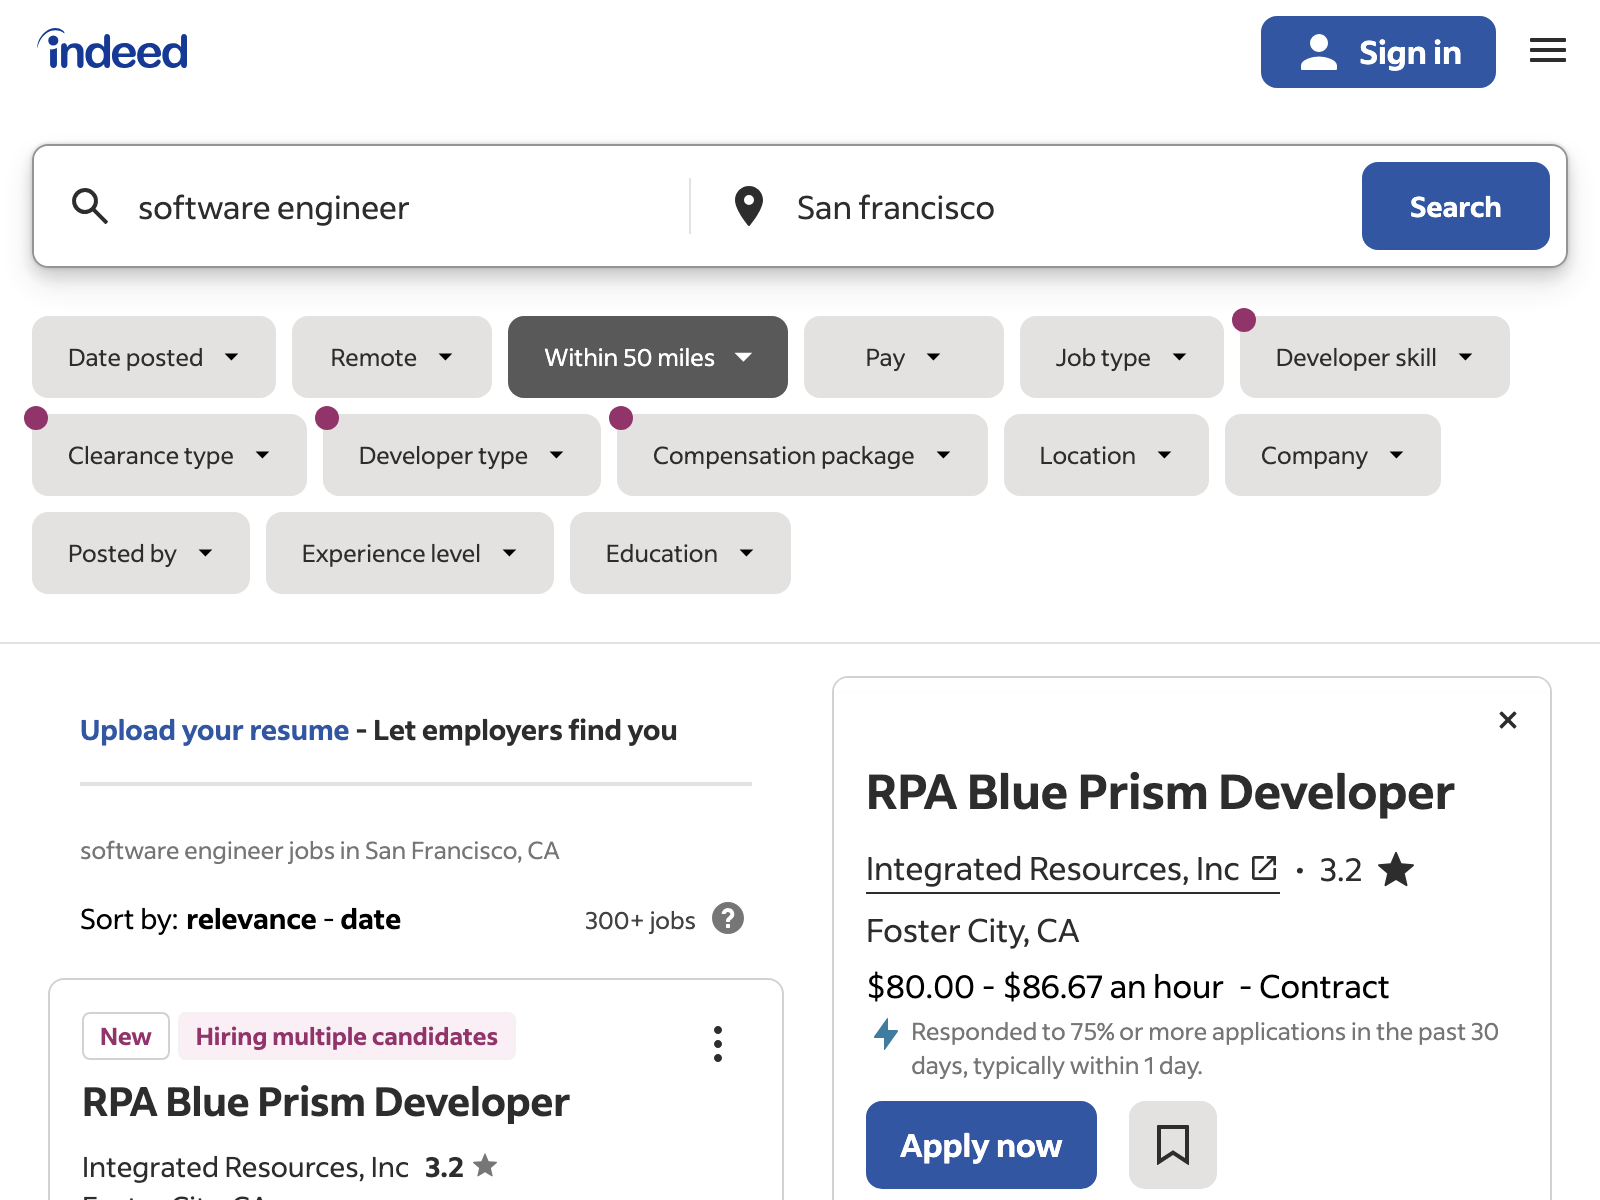 indeed
Sign in
software engineer
San francisco
Search
Date posted
Remote
Within 50 miles
Pay
Job type
Developer skill
Clearance type
Developer type
Compensation package
Location
Company
Posted by
Experience level
Education
Upload your resume - Let employers find you
software engineer jobs in San Francisco, CA
Sort by: relevance - date
300+ jobs ?
New
Hiring multiple candidates
RPA Blue Prism Developer
Integrated Resources, Inc 3.2
Foster City, CA
RPA Blue Prism Developer
Integrated Resources, Inc · 3.2
Foster City, CA
$80.00 - $86.67 an hour - Contract
Responded to 75% or more applications in the past 30
days, typically within 1 day.
Apply now